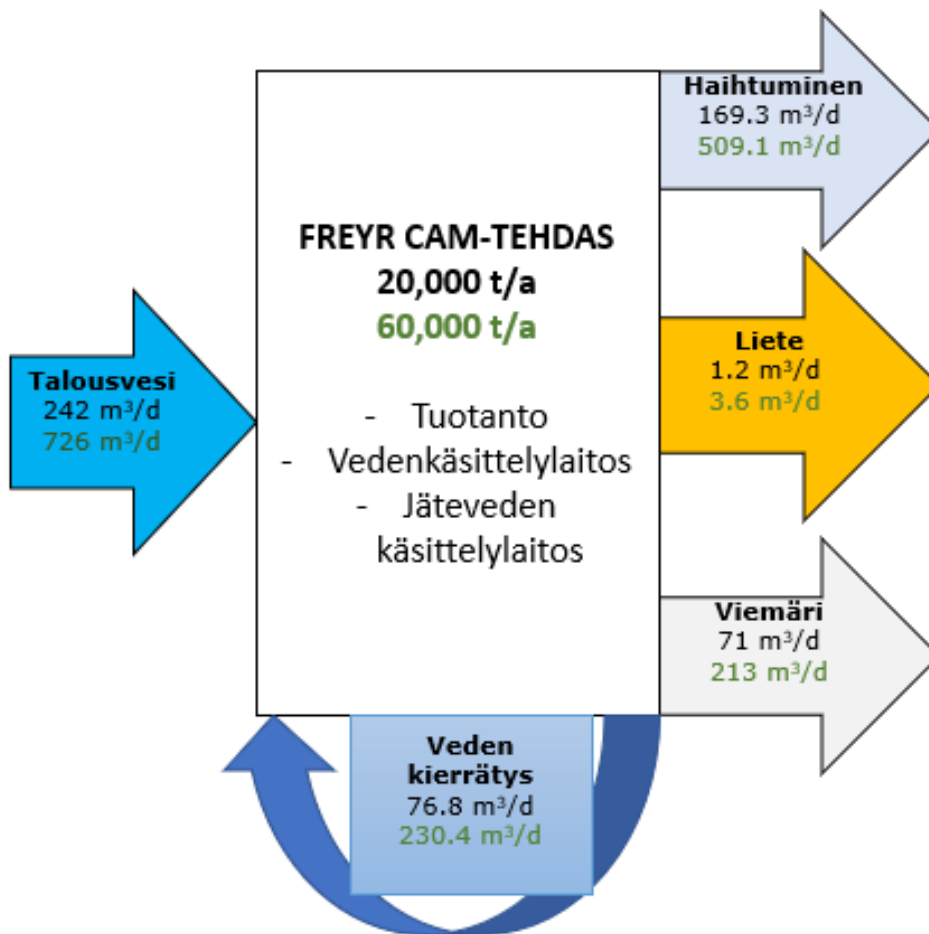 Haihtuminen
169.3 m³/d
509.1 m³/d
FREYR CAM-TEHDAS
20,000 t/a
60,000 t/a
- Tuotanto
- Vedenkäsittelylaitos
- Jäteveden
käsittelylaitos
Talousvesi
242 m³/d
726 m³/d
Liete
1.2 m³/d
3.6 m³/d
Viemäri
71 m³/d
213 m³/d
Veden
kierrätys
76.8 m³/d
230.4 m³/d